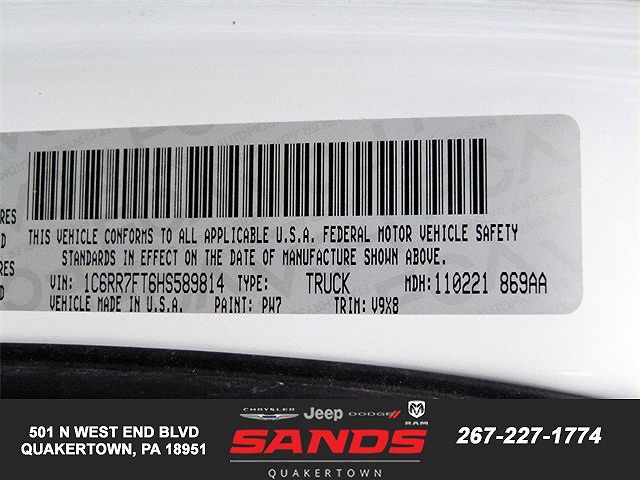 RES
D
RES
D
THIS VEHICLE CONFORMS TO ALL APPLICABLE U.S.A. FEDERAL MOTOR VEHICLE SAFETY
STANDARDS IN EFFECT ON THE DATE OF MANUFACTURE SHOWN ABOVE.
VIN: 1C6RR7FT6HS589814 TYPE: TRUCK MDH: 110221 869AA
VEHICLE MADE IN U.S.A. PAINT: PW7 TRIM: V9X8
501 N WEST END BLVD
QUAKERTOWN, PA 18951
CHRYSLER Jeep DODGE RAM
SANDS
QUAKERTOWN
267-227-1774